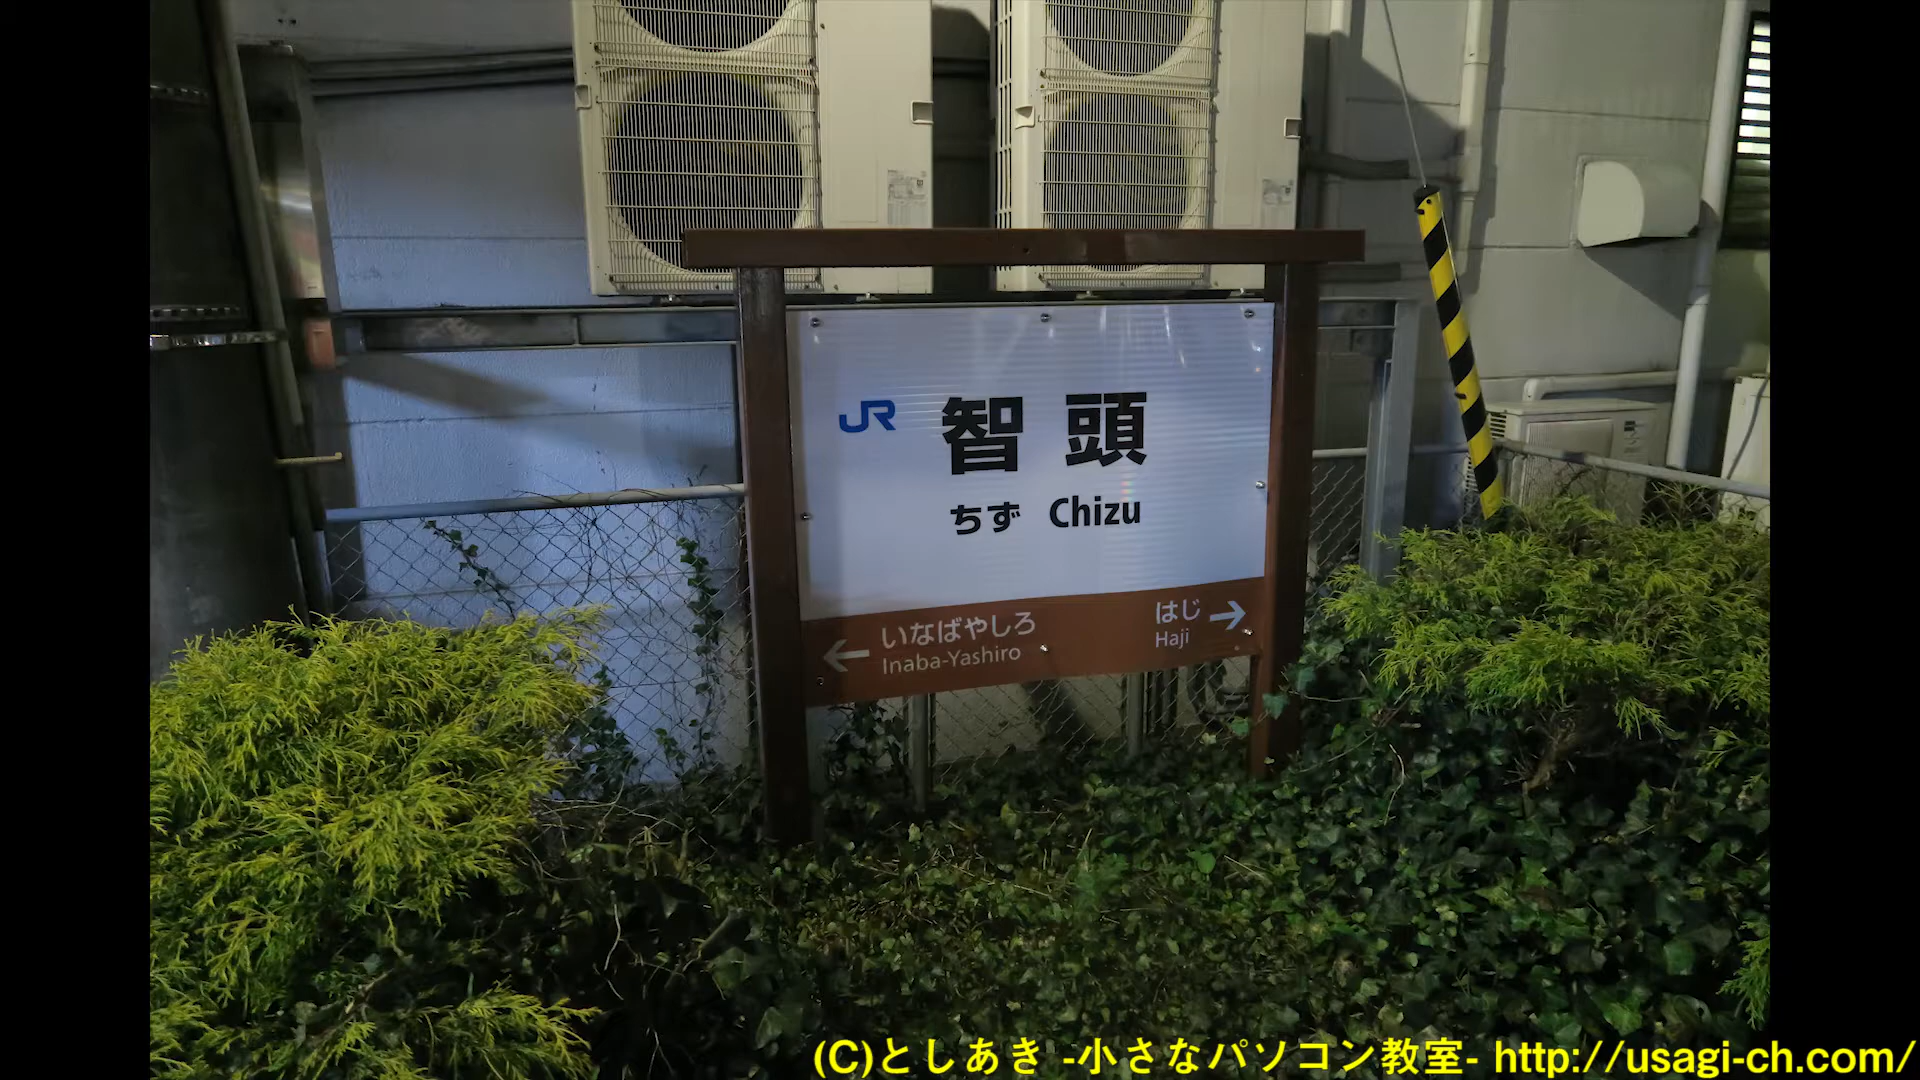 JR 智頭
ちず Chizu
← いなばやしろ
Inaba-Yashiro
はじ →
Haji
(C)としあき -小さなパソコン教室- http://usagi-ch.com/